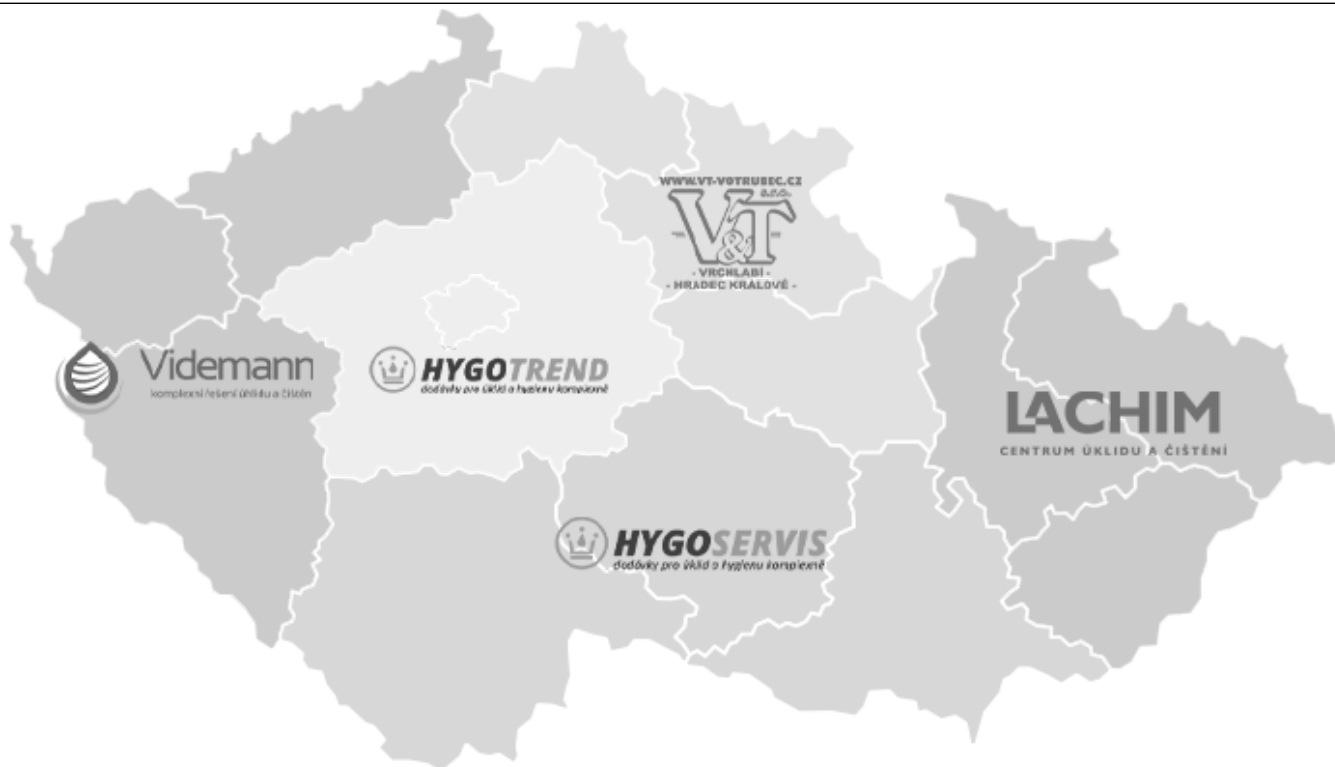 WWW.VT-VOTRUBEC.CZ
s.r.o.
V&T
- VRCHLABÍ -
- HRADEC KRÁLOVÉ -
Videmann
komplexní řešení úklidu a čištěn
HYGOTREND
dodávky pro úklid a hygienu komplexně
LACHIM
CENTRUM ÚKLIDU A ČIŠTĚNÍ
HYGOSERVIS
dodávky pro úklid a hygienu komplexně